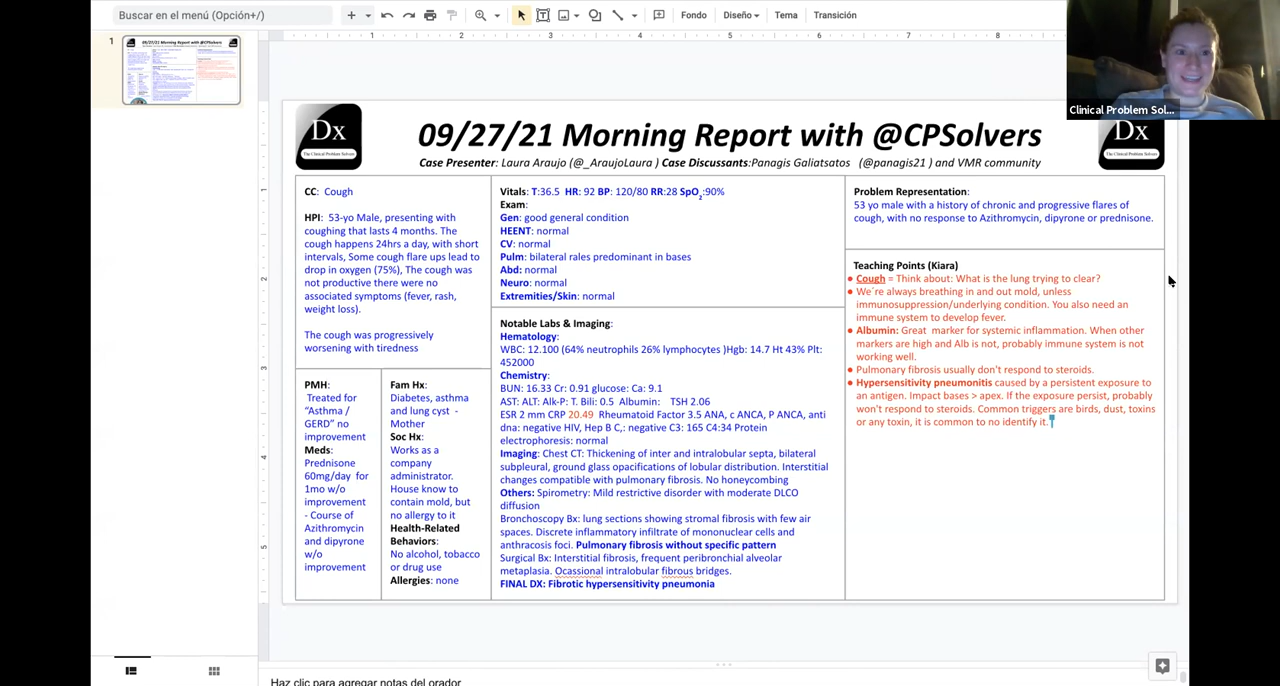 Buscar en el menú (Opción+/)
Fondo
Diseño
Tema
Transición
1
Clinical Problem Sol...
1 2 3 4 5 6 7 8
Dx
The Clinical Problem Solvers
09/27/21 Morning Report with @CPSolvers
Case Presenter: Laura Araujo (@_AraujoLaura ) Case Discussants:Panagis Galiatsatos (@panagis21 ) and VMR community
Dx
The Clinical Problem Solvers
CC: Cough
HPI: 53-yo Male, presenting with
coughing that lasts 4 months. The
cough happens 24hrs a day, with short
intervals, Some cough flare ups lead to
drop in oxygen (75%), The cough was
not productive there were no
associated symptoms (fever, rash,
weight loss).
The cough was progressively
worsening with tiredness
PMH:
Treated for
"Asthma /
GERD" no
improvement
Meds:
Prednisone
60mg/day for
1mo w/o
improvement
- Course of
Azithromycin
and dipyrone
w/o
improvement
Fam Hx:
Diabetes, asthma
and lung cyst -
Mother
Soc Hx:
Works as a
company
administrator.
House know to
contain mold, but
no allergy to it
Health-Related
Behaviors:
No alcohol, tobacco
or drug use
Allergies: none
Vitals: T:36.5 HR: 92 BP: 120/80 RR:28 SpO2:90%
Exam:
Gen: good general condition
HEENT: normal
CV: normal
Pulm: bilateral rales predominant in bases
Abd: normal
Neuro: normal
Extremities/Skin: normal
Notable Labs & Imaging:
Hematology:
WBC: 12.100 (64% neutrophils 26% lymphocytes )Hgb: 14.7 Ht 43% Plt:
452000
Chemistry:
BUN: 16.33 Cr: 0.91 glucose: Ca: 9.1
AST: ALT: Alk-P: T. Bili: 0.5 Albumin: TSH 2.06
ESR 2 mm CRP 20.49 Rheumatoid Factor 3.5 ANA, c ANCA, P ANCA, anti
dna: negative HIV, Hep B C,: negative C3: 165 C4:34 Protein
electrophoresis: normal
Imaging: Chest CT: Thickening of inter and intralobular septa, bilateral
subpleural, ground glass opacifications of lobular distribution. Interstitial
changes compatible with pulmonary fibrosis. No honeycombing
Others: Spirometry: Mild restrictive disorder with moderate DLCO
diffusion
Bronchoscopy Bx: lung sections showing stromal fibrosis with few air
spaces. Discrete inflammatory infiltrate of mononuclear cells and
anthracosis foci. Pulmonary fibrosis without specific pattern
Surgical Bx: Interstitial fibrosis, frequent peribronchial alveolar
metaplasia. Ocassional intralobular fibrous bridges.
FINAL DX: Fibrotic hypersensitivity pneumonia
Problem Representation:
53 yo male with a history of chronic and progressive flares of
cough, with no response to Azithromycin, dipyrone or prednisone.
Teaching Points (Kiara)
● Cough = Think about: What is the lung trying to clear?
● We´re always breathing in and out mold, unless
immunosuppression/underlying condition. You also need an
immune system to develop fever.
● Albumin: Great marker for systemic inflammation. When other
markers are high and Alb is not, probably immune system is not
working well.
● Pulmonary fibrosis usually don't respond to steroids.
● Hypersensitivity pneumonitis caused by a persistent exposure to
an antigen. Impact bases > apex. If the exposure persist, probably
won't respond to steroids. Common triggers are birds, dust, toxins
or any toxin, it is common to no identify it.
Haz clic para agregar notas del orador